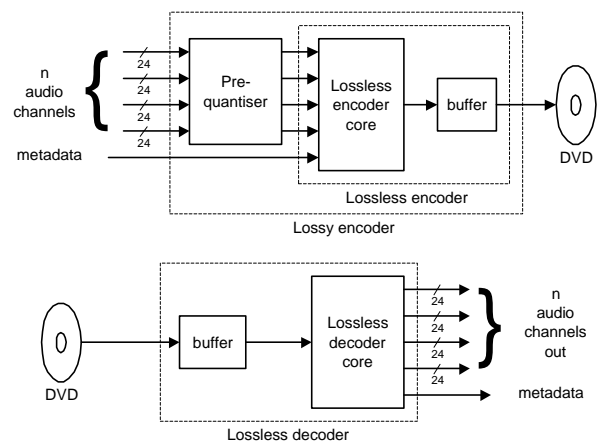 n
audio
channels
24
24
24
24
metadata
Pre-
quantiser
Lossless
encoder
core
buffer
DVD
Lossless encoder
Lossy encoder
DVD
buffer
Lossless
decoder
core
24
24
24
24
n
audio
channels
out
metadata
Lossless decoder